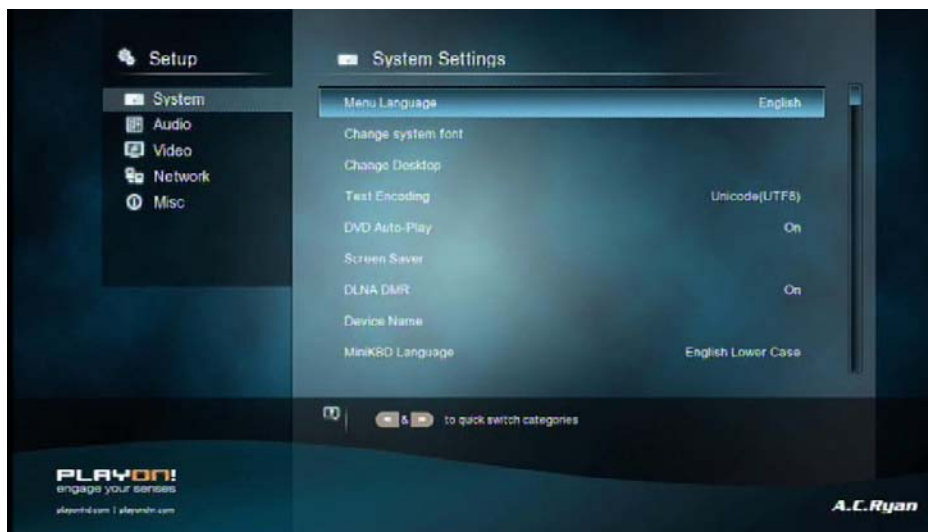 Setup
System
Audio
Video
Network
Misc
System Settings
Menu Language English
Change system font
Change Desktop
Text Encoding Unicode(UTF8)
DVD Auto-Play On
Screen Saver
DLNA DMR On
Device Name
MiniKBD Language English Lower Case
& to quick switch categories
PLAYON!
engage your senses
A.C.Ryan